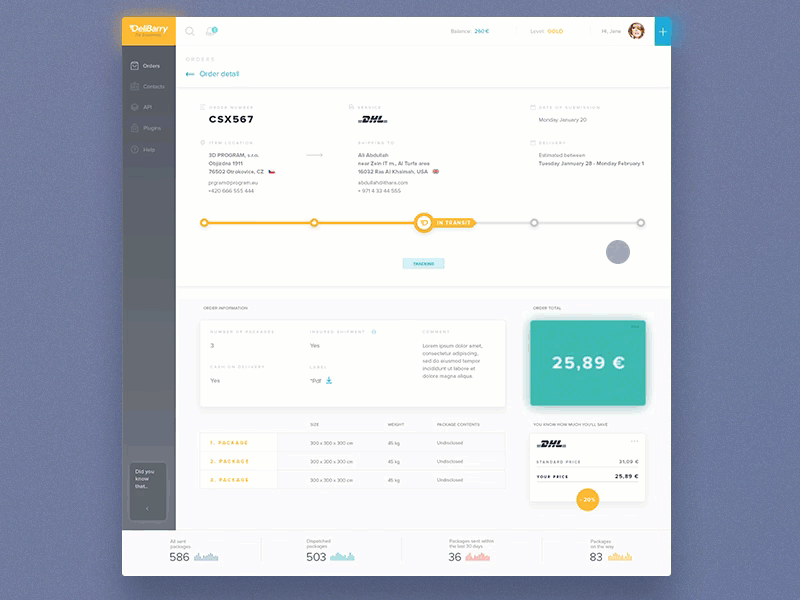 DeliBarry
Balance: 260 €
Level: GOLD
Hi, Jana
+
ORDERS
Order detail
Orders
Contacts
API
Plugins
Help
ORDER NUMBER
CSX567
SERVICE
DHL
DATE OF SUBMISSION
Monday January 20
ITEM LOCATION
3D PROGRAM, s.r.o.
Objizdna 1911
76502 Otrokovice, CZ
prgram@program.eu
+420 666 555 444
SHIPPING TO
Ali Abdullah
near Zein IT m., Al Turfa area
16032 Ras Al Khaimah, USA
abdullah@ithara.com
+ 971 4 33 44 555
DELIVERY
Estimated between
Tuesday Jannuary 28 - Monday February 1
IN TRANSIT
TRACKING
ORDER INFORMATION
NUMBER OF PACKAGES
3
INSURED SHIPMENT
Yes
COMMENT
Lorem ipsum dolor amet,
consectetur adipiscing,
sed do eiusmod tempor
incididunt ut labore et
dolore magna aliqua.
CASH ON DELIVERY
Yes
LABEL
*Pdf
ORDER TOTAL
25,89 €
SIZE WEIGHT PACKAGE CONTENTS
1. PACKAGE 300 x 300 x 300 cm 45 kg Undisclosed
2. PACKAGE 300 x 300 x 300 cm 45 kg Undisclosed
3. PACKAGE 300 x 300 x 300 cm 45 kg Undisclosed
YOU KNOW HOW MUCH YOU'LL SAVE
DHL
STANDARD PRICE 31,09 €
YOUR PRICE 25,89 €
- 20%
Did you
know
that..
All sent
packages
586
Dispatched
packages
503
Packages sent within
the last 30 days
36
Packages
on the way
83